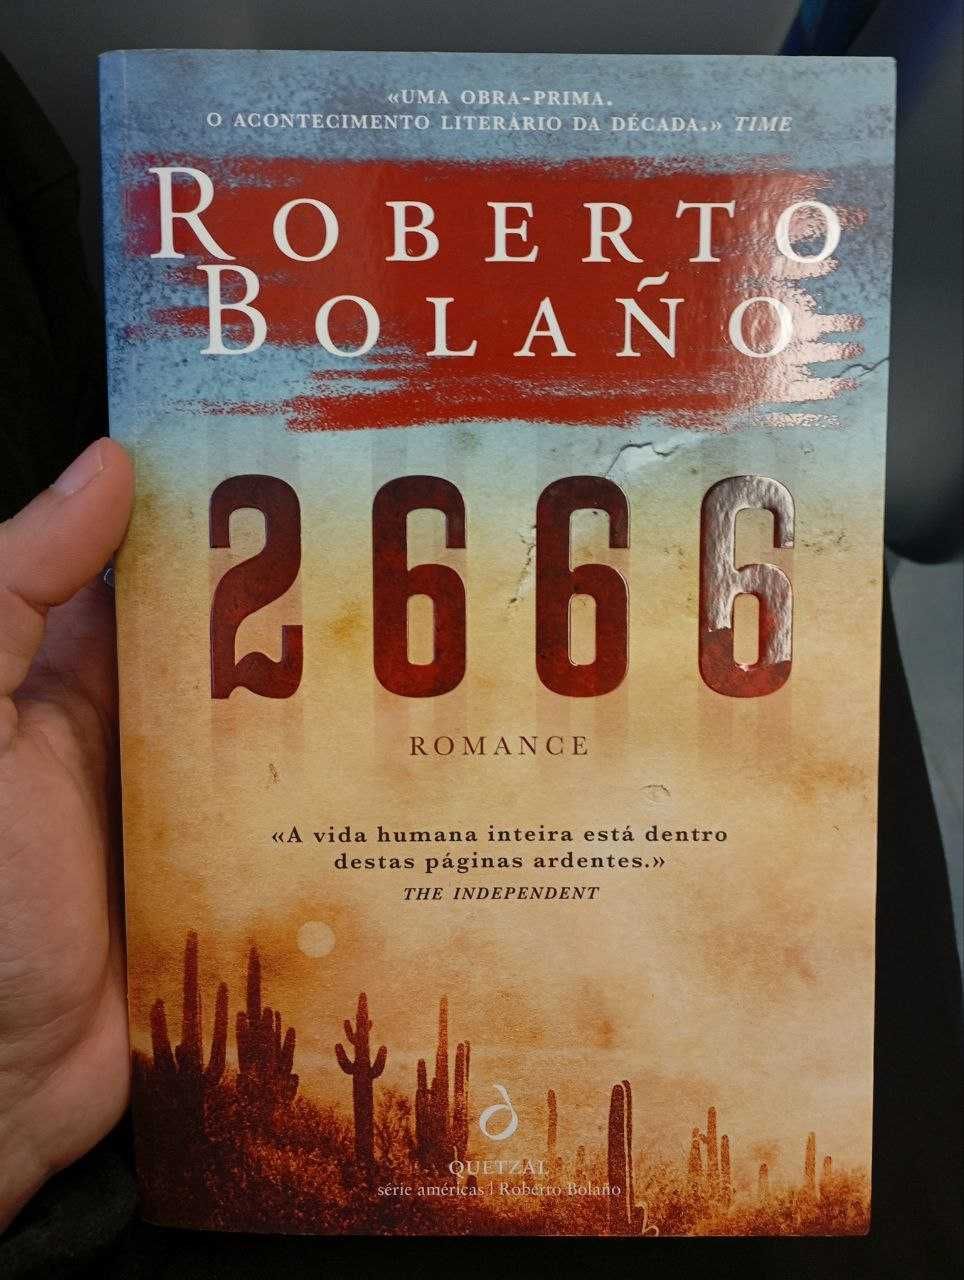 «UMA OBRA-PRIMA.
O ACONTECIMENTO LITERÁRIO DA DÉCADA.» TIME
ROBERTO
BOLAÑO
2666
ROMANCE
«A vida humana inteira está dentro
destas páginas ardentes.»
THE INDEPENDENT
QUETZAL
série américas | Roberto Bolaño